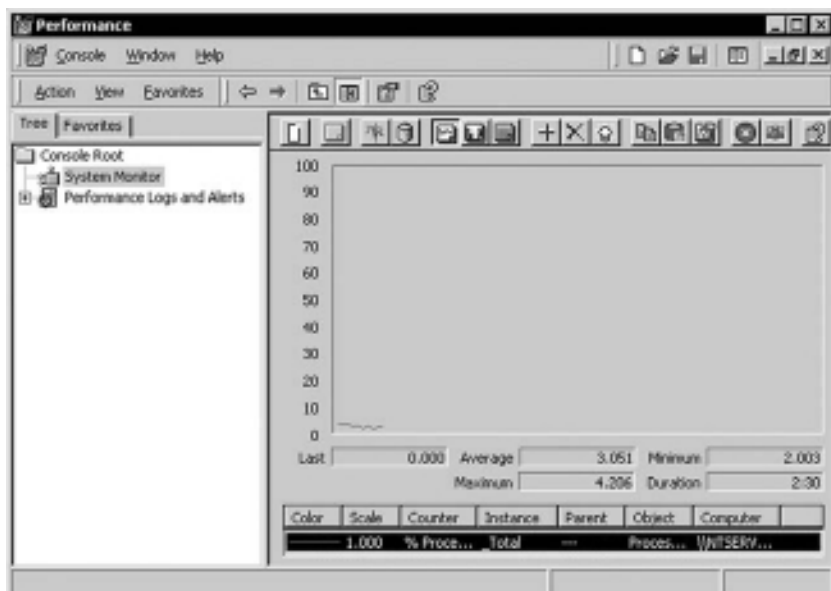 Performance
Console Window Help
Action View Favorites
Tree Favorites
Console Root
System Monitor
Performance Logs and Alerts
100
90
80
70
60
50
40
30
20
10
0
Last 0.000 Average 3.051 Minimum 2.003
Maximum 4.206 Duration 2:30
Color Scale Counter Instance Parent Object Computer
1.000 % Proce... _Total --- Proces... \\NTSERV...